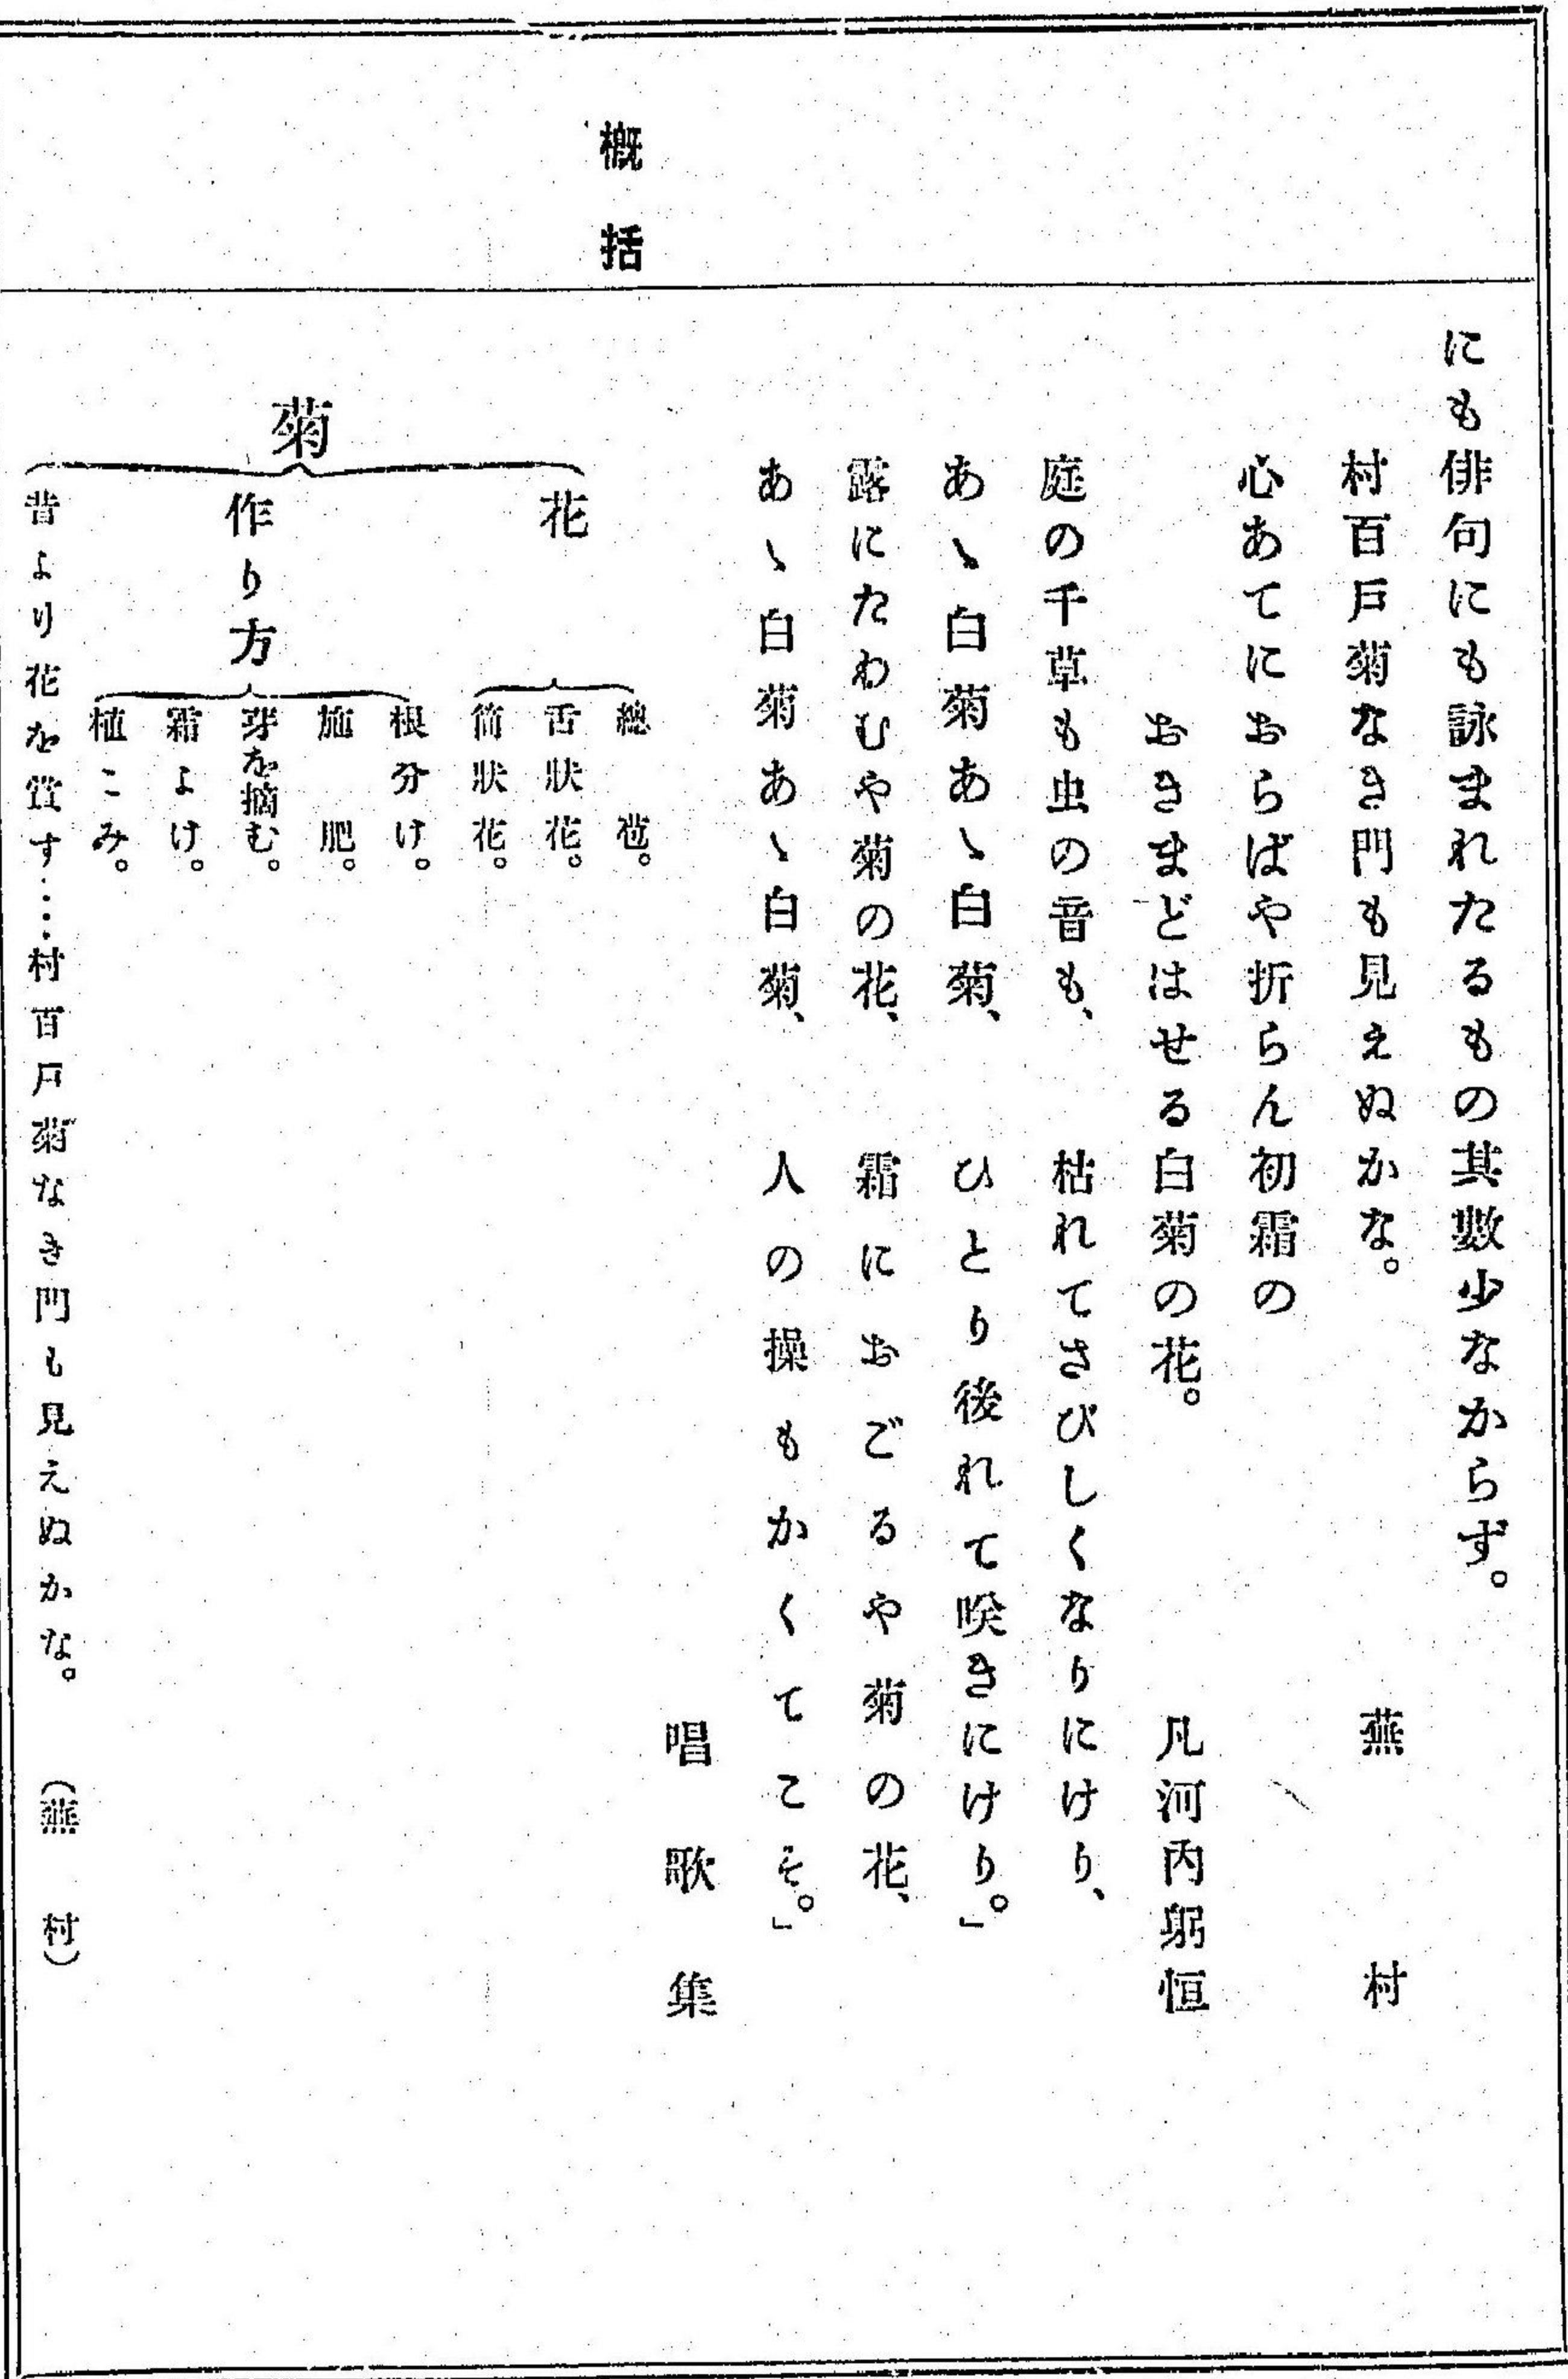 にも俳句にも詠まれたるもの其數少なからず。
村百戸菊なき門も見えぬかな。　蕪村
心あてにおらばや折らん初霜の
おきまどはせる白菊の花。　凡河内躬恒
庭の千草も虫の音も、　枯れてさびしくなりにけり、
あゝ白菊あゝ白菊、　ひとり後れて咲きにけり。」
露にたわむや菊の花、　霜におごるや菊の花、
あゝ白菊あゝ白菊、　人の操もかくてこそ。」
唱歌集
概括
菊
花
總苞。
舌狀花。
筒狀花。
作り方
根分け。
施肥。
芽を摘む。
霜よけ。
植こみ。
昔より花を賞す‥‥村百戸菊なき門も見えぬかな。　（蕪村）